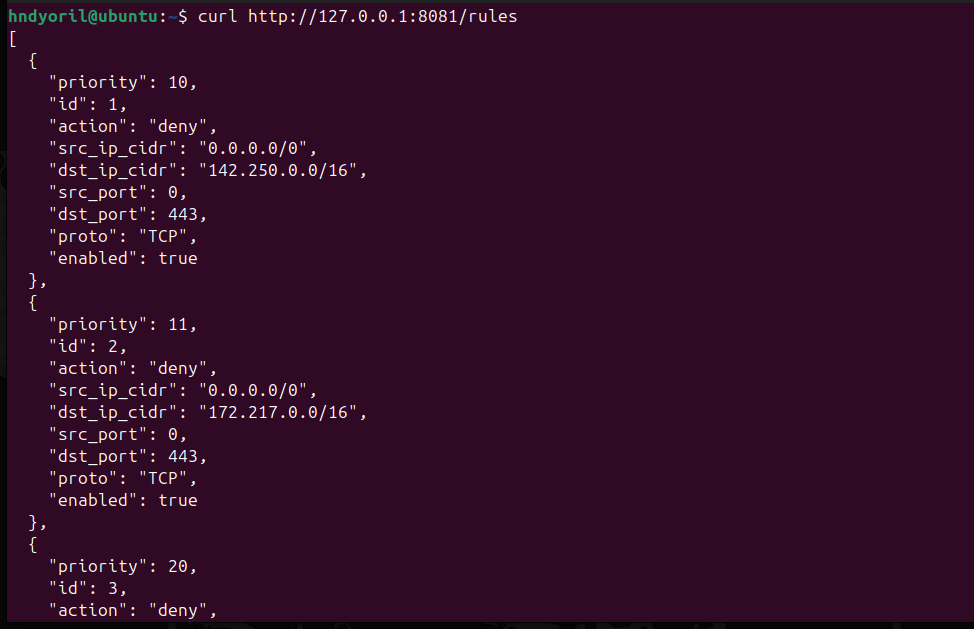 hndyoril@ubuntu:~$ curl http://127.0.0.1:8081/rules
[
  {
    "priority": 10,
    "id": 1,
    "action": "deny",
    "src_ip_cidr": "0.0.0.0/0",
    "dst_ip_cidr": "142.250.0.0/16",
    "src_port": 0,
    "dst_port": 443,
    "proto": "TCP",
    "enabled": true
  },
  {
    "priority": 11,
    "id": 2,
    "action": "deny",
    "src_ip_cidr": "0.0.0.0/0",
    "dst_ip_cidr": "172.217.0.0/16",
    "src_port": 0,
    "dst_port": 443,
    "proto": "TCP",
    "enabled": true
  },
  {
    "priority": 20,
    "id": 3,
    "action": "deny",